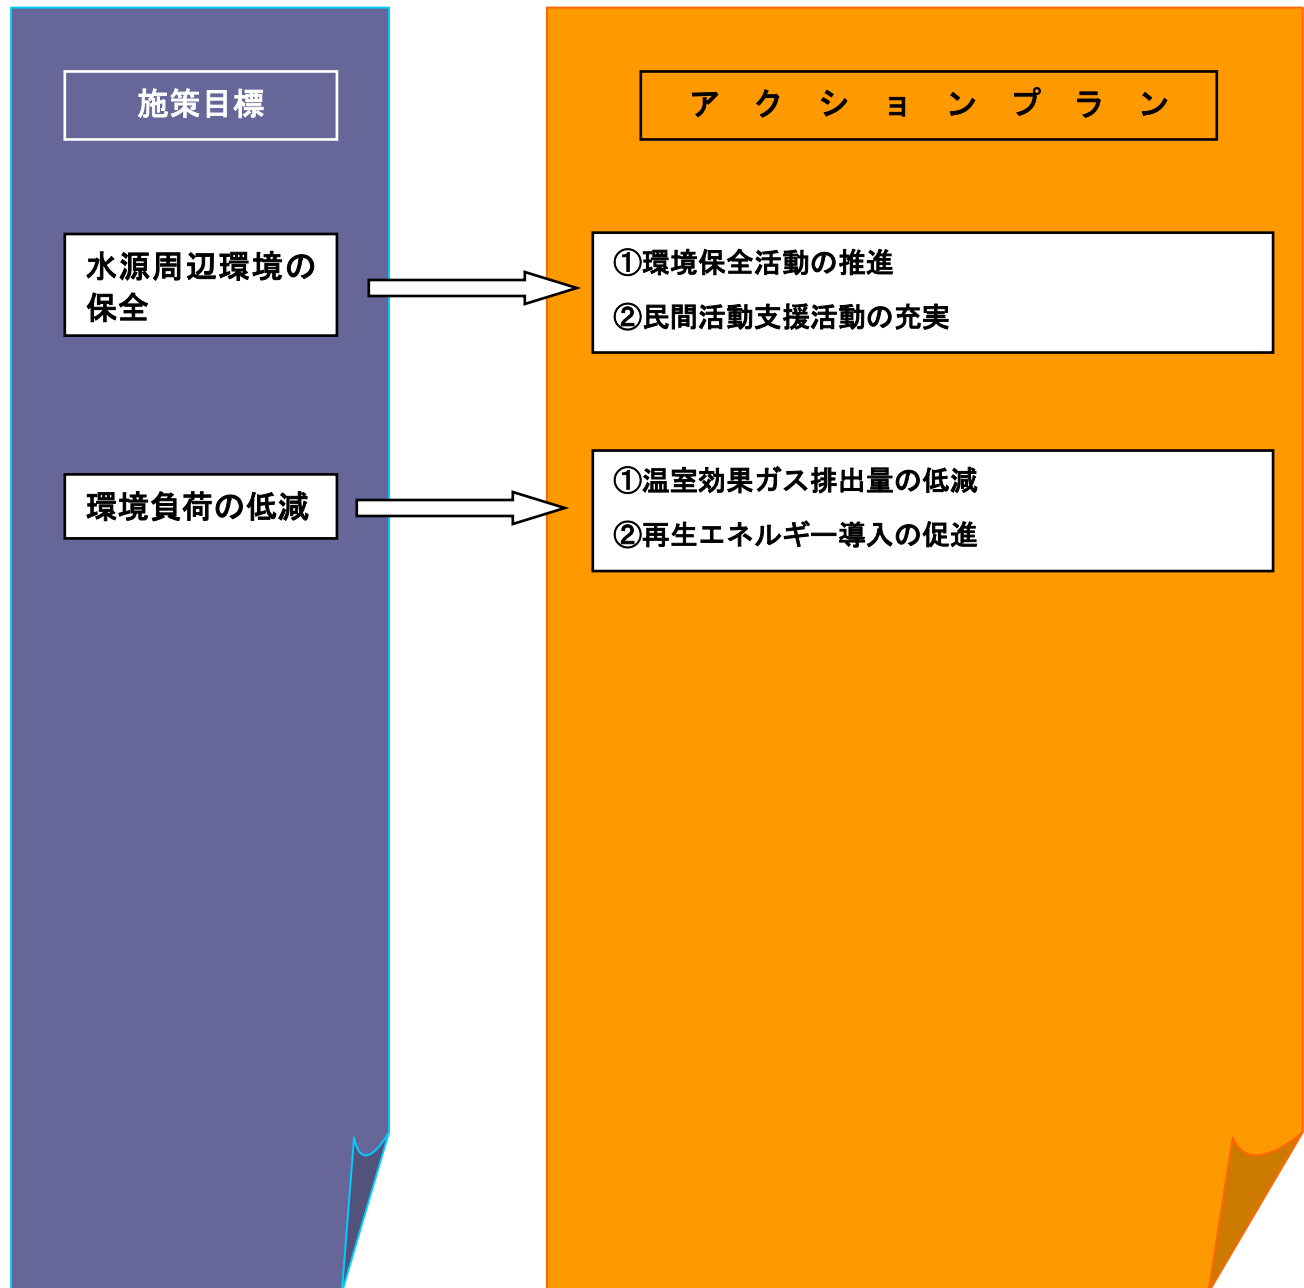 施策目標
アクションプラン
水源周辺環境の
保全
①環境保全活動の推進
②民間活動支援活動の充実
環境負荷の低減
①温室効果ガス排出量の低減
②再生エネルギー導入の促進